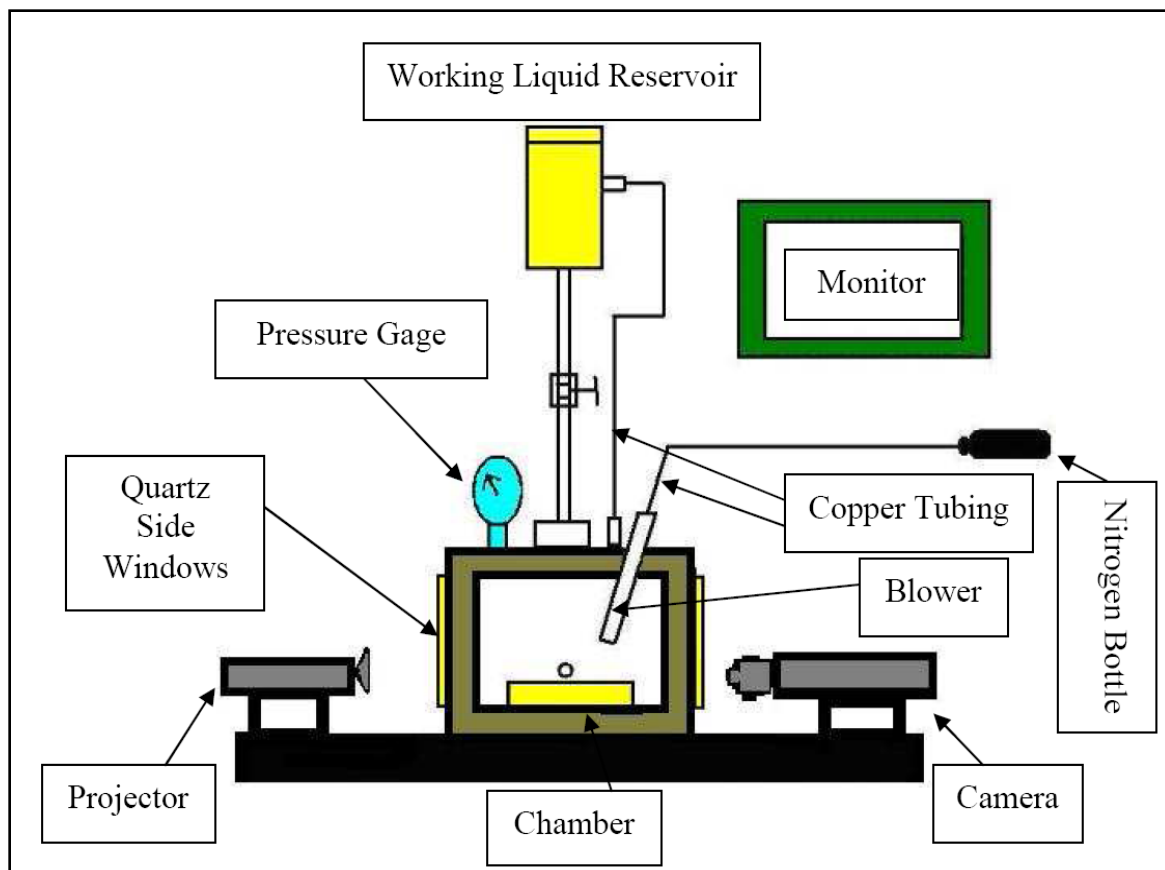 Working Liquid Reservoir
Monitor
Pressure Gage
Quartz
Side
Windows
Copper Tubing
Nitrogen Bottle
Blower
Projector
Chamber
Camera